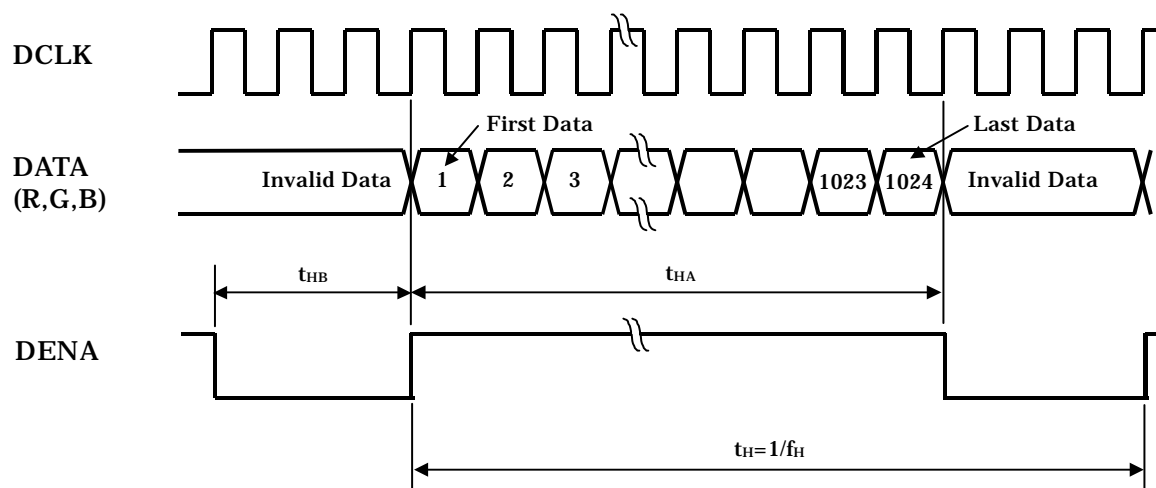 DCLK
First Data
Last Data
DATA
(R,G,B)
Invalid Data 1 2 3 1023 1024 Invalid Data
tHB
tHA
DENA
tH=1/fH